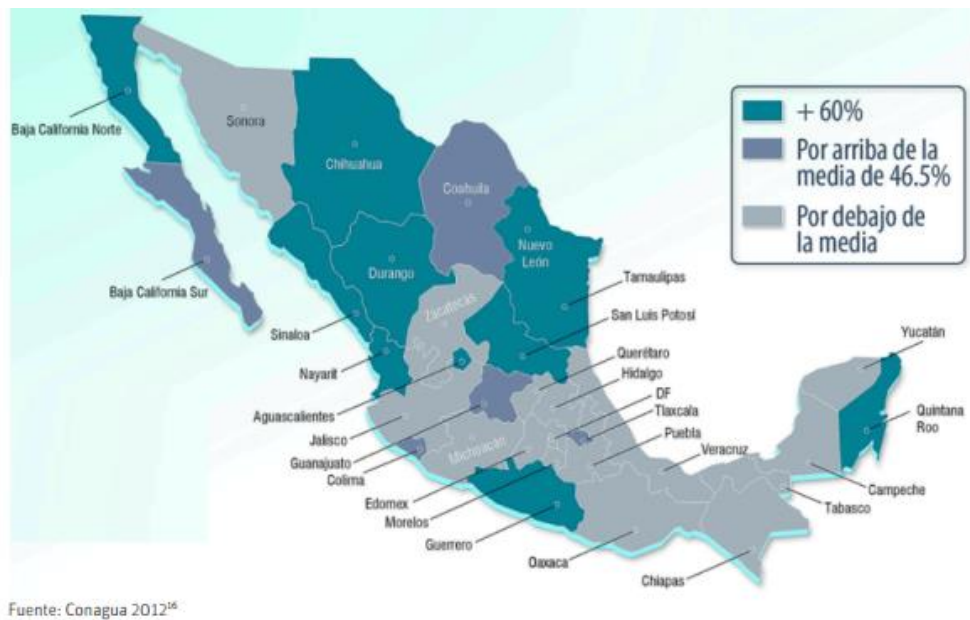 + 60%
Por arriba de la
media de 46.5%
Por debajo de
la media
Baja California Norte
Sonora
Chihuahua
Coahuila
Nuevo
León
Durango
Baja California Sur
Tamaulipas
Zacatecas
San Luis Potosí
Sinaloa
Yucatán
Querétaro
Nayarit
Hidalgo
DF
Aguascalientes
Tlaxcala
Quintana
Roo
Jalisco
Puebla
Michoacán
Veracruz
Guanajuato
Colima
Campeche
Edomex
Tabasco
Morelos
Guerrero
Oaxaca
Chiapas
Fuente: Conagua 2012¹⁶